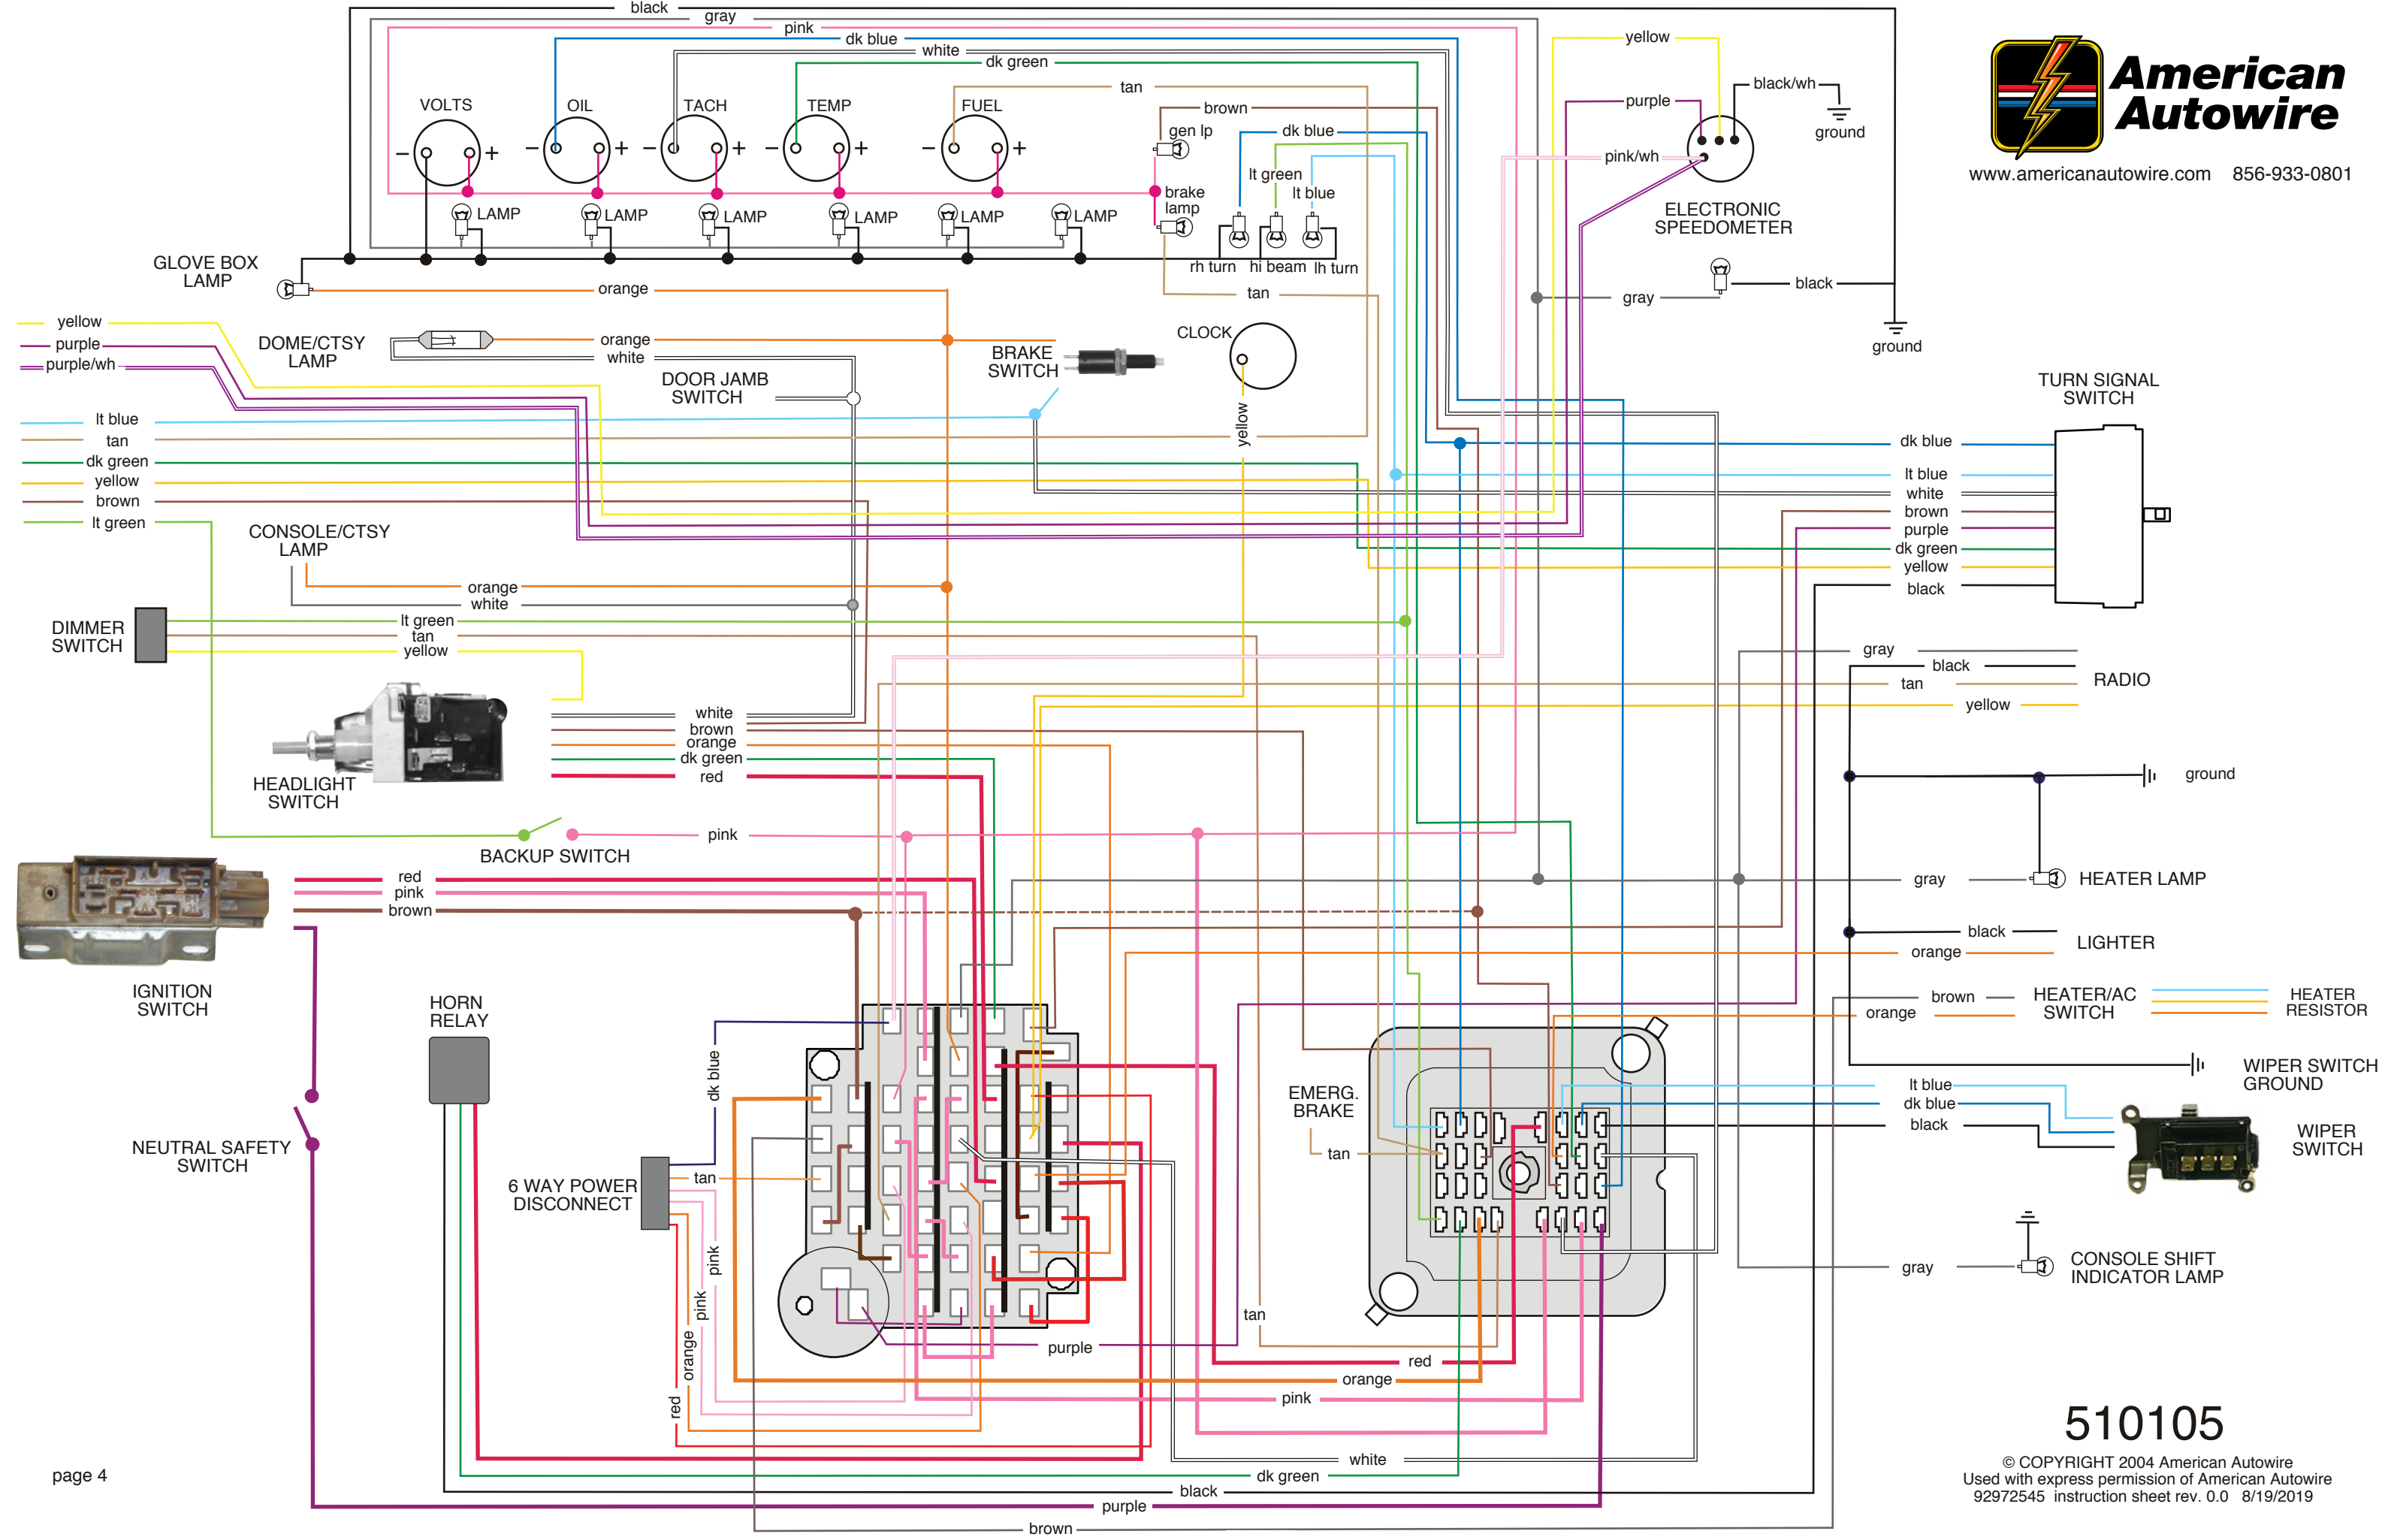 black
gray
pink
dk blue
white
dk green
tan
brown
yellow
purple
pink/wh
black/wh
ground
American
Autowire
www.americanautowire.com 856-933-0801
VOLTS
OIL
TACH
TEMP
FUEL
− +
− +
− +
− +
− +
gen lp
brake
lamp
dk blue
lt green
lt blue
LAMP
LAMP
LAMP
LAMP
LAMP
LAMP
rh turn
hi beam
lh turn
tan
ELECTRONIC
SPEEDOMETER
gray
black
ground
GLOVE BOX
LAMP
orange
yellow
purple
purple/wh
DOME/CTSY
LAMP
orange
white
DOOR JAMB
SWITCH
BRAKE
SWITCH
CLOCK
yellow
TURN SIGNAL
SWITCH
lt blue
tan
dk green
yellow
brown
lt green
dk blue
lt blue
white
brown
purple
dk green
yellow
black
CONSOLE/CTSY
LAMP
orange
white
DIMMER
SWITCH
lt green
tan
yellow
gray
black
tan
yellow
RADIO
white
brown
orange
dk green
red
HEADLIGHT
SWITCH
ground
pink
BACKUP SWITCH
red
pink
brown
gray
HEATER LAMP
black
orange
LIGHTER
IGNITION
SWITCH
HORN
RELAY
brown
orange
HEATER/AC
SWITCH
HEATER
RESISTOR
dk blue
EMERG.
BRAKE
tan
WIPER SWITCH
GROUND
lt blue
dk blue
black
WIPER
SWITCH
NEUTRAL SAFETY
SWITCH
6 WAY POWER
DISCONNECT
tan
pink
pink
orange
red
gray
CONSOLE SHIFT
INDICATOR LAMP
tan
purple
red
orange
pink
white
dk green
black
purple
brown
page 4
510105
© COPYRIGHT 2004 American Autowire
Used with express permission of American Autowire
92972545 instruction sheet rev. 0.0 8/19/2019